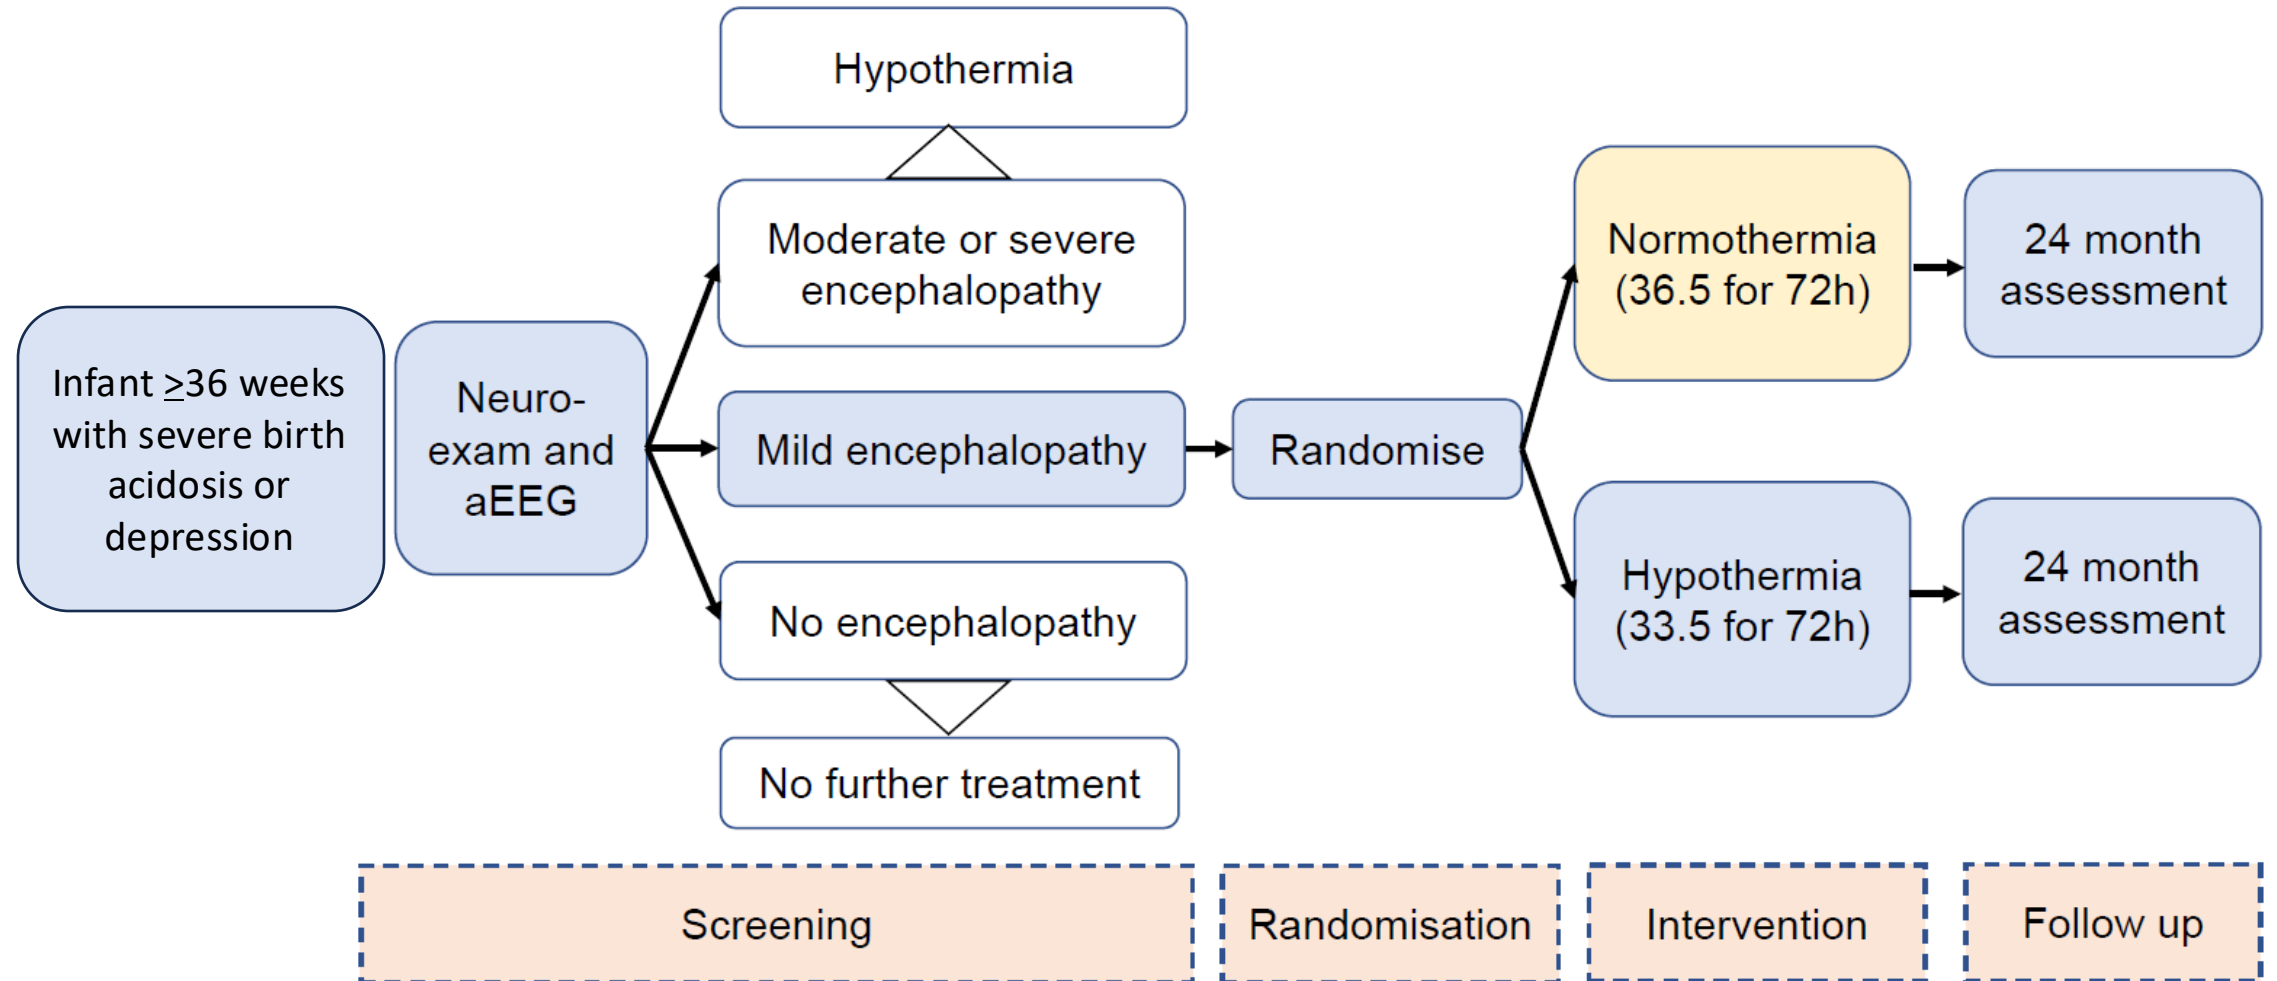 Infant ≥36 weeks
with severe birth
acidosis or
depression
Neuro-
exam and
aEEG
Hypothermia
Moderate or severe
encephalopathy
Mild encephalopathy
No encephalopathy
No further treatment
Randomise
Normothermia
(36.5 for 72h)
24 month
assessment
Hypothermia
(33.5 for 72h)
24 month
assessment
Screening
Randomisation
Intervention
Follow up